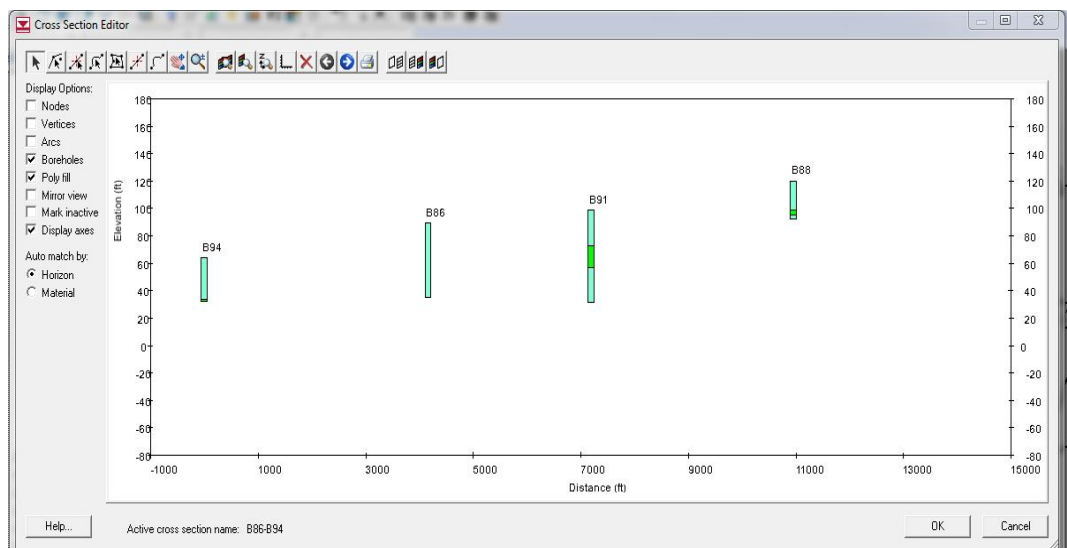 Cross Section Editor
Display Options:
Nodes
Vertices
Arcs
Boreholes
Poly fill
Mirror view
Mark inactive
Display axes
Auto match by:
Horizon
Material
Elevation (ft)
180
160
140
120
100
80
60
40
20
0
-20
-40
-60
-80
B94
B86
B91
B88
180
160
140
120
100
80
60
40
20
0
-20
-40
-60
-80
-1000 1000 3000 5000 7000 9000 11000 13000 15000
Distance (ft)
Help...
Active cross section name: B86-B94
OK
Cancel